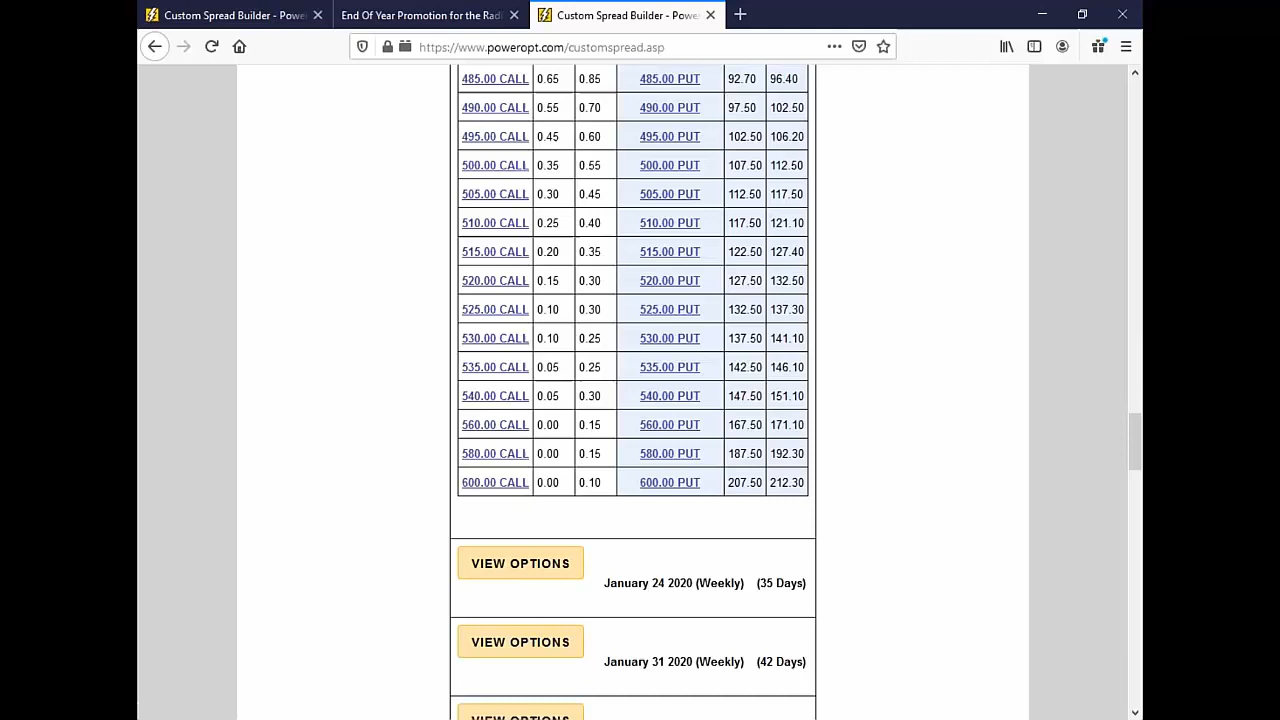 Custom Spread Builder - Powe
End Of Year Promotion for the Radi
Custom Spread Builder - Powe
https://www.poweropt.com/customspread.asp
485.00 CALL 0.65 0.85 485.00 PUT 92.70 96.40
490.00 CALL 0.55 0.70 490.00 PUT 97.50 102.50
495.00 CALL 0.45 0.60 495.00 PUT 102.50 106.20
500.00 CALL 0.35 0.55 500.00 PUT 107.50 112.50
505.00 CALL 0.30 0.45 505.00 PUT 112.50 117.50
510.00 CALL 0.25 0.40 510.00 PUT 117.50 121.10
515.00 CALL 0.20 0.35 515.00 PUT 122.50 127.40
520.00 CALL 0.15 0.30 520.00 PUT 127.50 132.50
525.00 CALL 0.10 0.30 525.00 PUT 132.50 137.30
530.00 CALL 0.10 0.25 530.00 PUT 137.50 141.10
535.00 CALL 0.05 0.25 535.00 PUT 142.50 146.10
540.00 CALL 0.05 0.30 540.00 PUT 147.50 151.10
560.00 CALL 0.00 0.15 560.00 PUT 167.50 171.10
580.00 CALL 0.00 0.15 580.00 PUT 187.50 192.30
600.00 CALL 0.00 0.10 600.00 PUT 207.50 212.30
VIEW OPTIONS
January 24 2020 (Weekly) (35 Days)
VIEW OPTIONS
January 31 2020 (Weekly) (42 Days)
VIEW OPTIONS